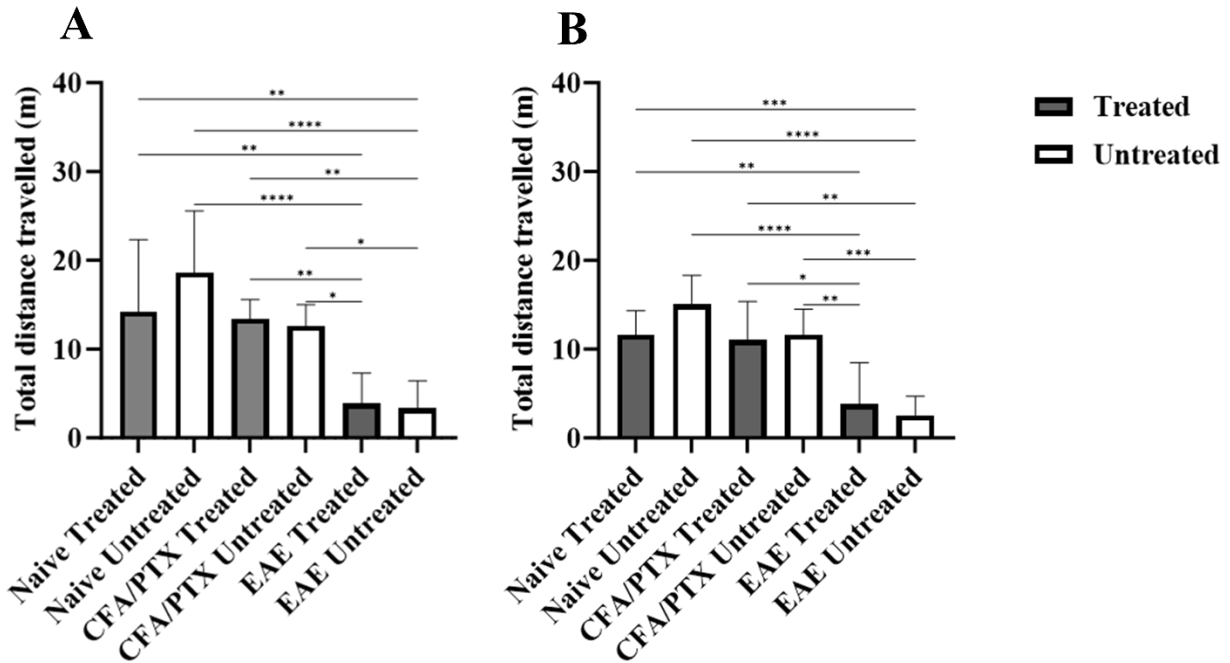 A
B
Total distance travelled (m)
40
30
20
10
0
**
****
**
**
****
*
**
*
Naive Treated
Naive Untreated
CFA/PTX Treated
CFA/PTX Untreated
EAE Treated
EAE Untreated
Total distance travelled (m)
40
30
20
10
0
***
****
**
**
****
***
*
**
Naive Treated
Naive Untreated
CFA/PTX Treated
CFA/PTX Untreated
EAE Treated
EAE Untreated
Treated
Untreated